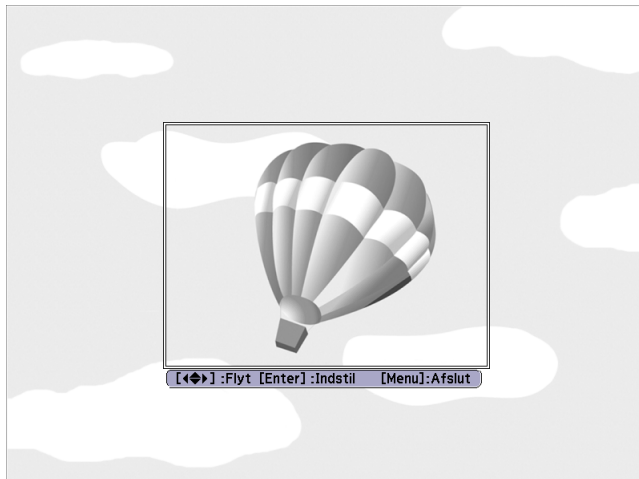 [◀◆▶] :Flyt [Enter] :Indstil [Menu]:Afslut